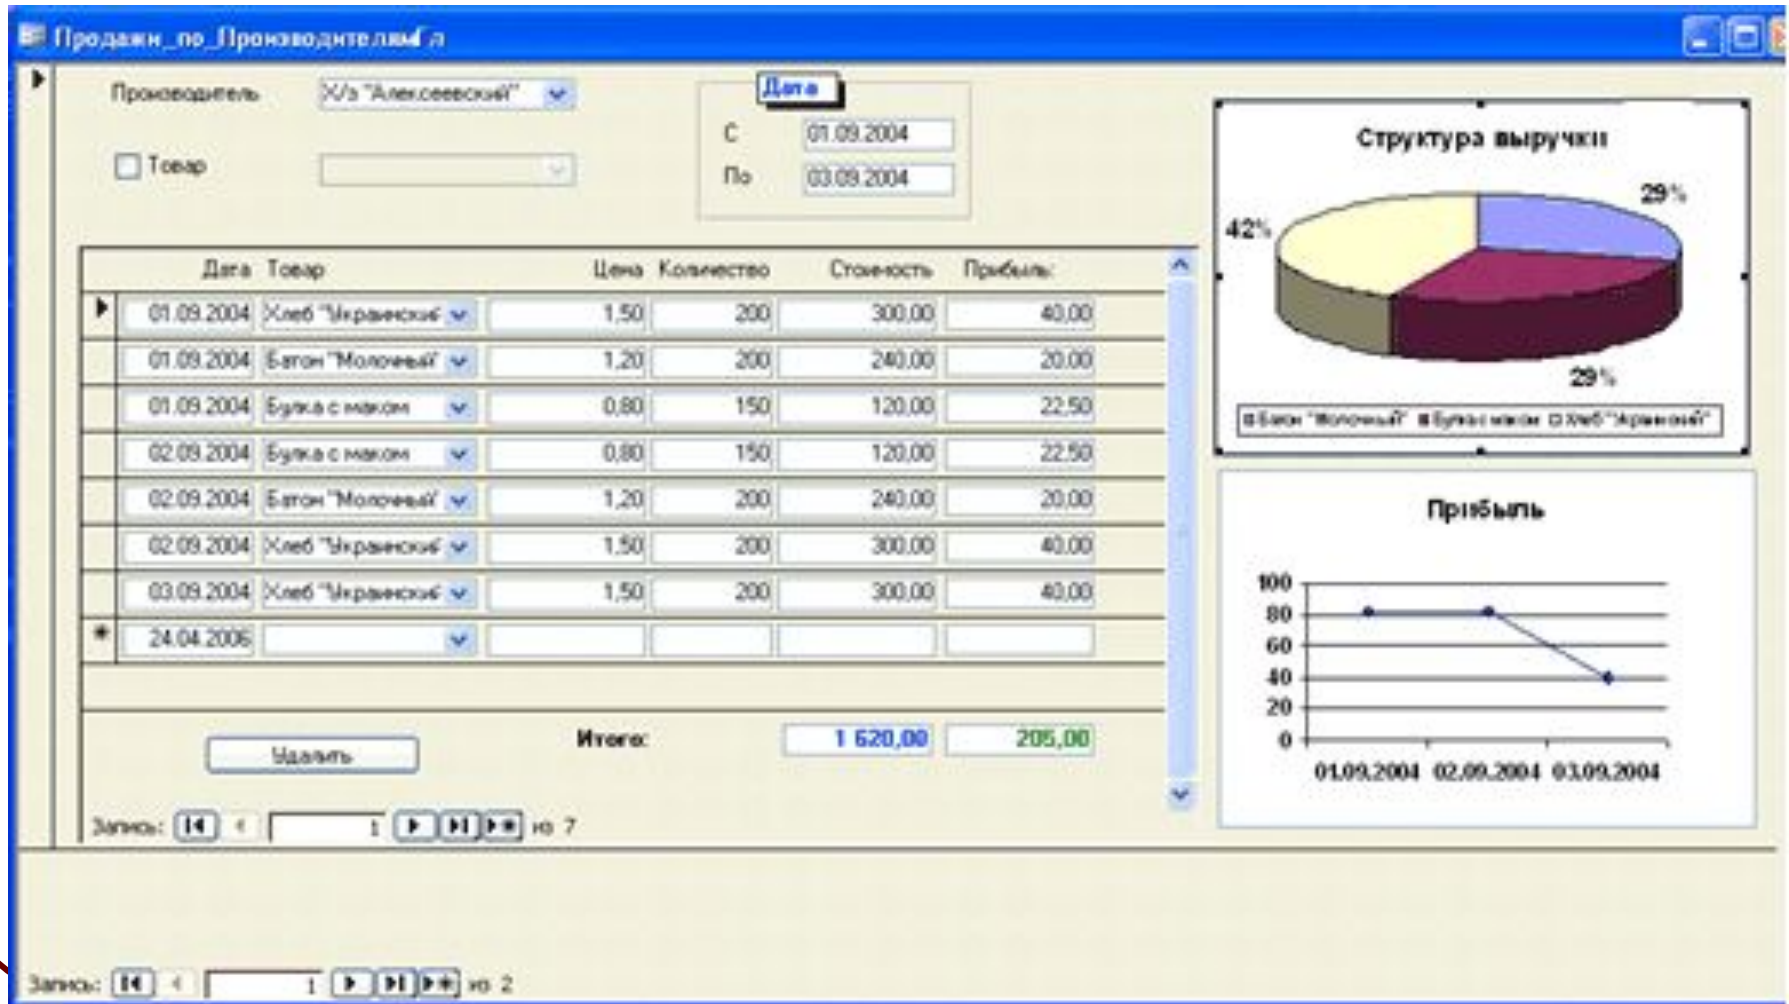 Продажи_по_ПроизводителямГл
Производитель Х/з "Алексеевский"
Дата
С 01.09.2004
Товар
По 03.09.2004
Дата Товар Цена Количество Стоимость Прибыль:
01.09.2004 Хлеб "Украински 1,50 200 300,00 40,00
01.09.2004 Батон "Молочный" 1,20 200 240,00 20,00
01.09.2004 Булка с маком 0,80 150 120,00 22,50
02.09.2004 Булка с маком 0,80 150 120,00 22,50
02.09.2004 Батон "Молочный" 1,20 200 240,00 20,00
02.09.2004 Хлеб "Украински 1,50 200 300,00 40,00
03.09.2004 Хлеб "Украински 1,50 200 300,00 40,00
24.04.2006
Удалить Итого: 1 620,00 205,00
Запись: 1 из 7
Структура выручки
29%
42%
29%
Батон "Молочный" Булка с маком Хлеб "Украинский"
Прибыль
100
80
60
40
20
0
01.09.2004 02.09.2004 03.09.2004
Запись: 1 из 2